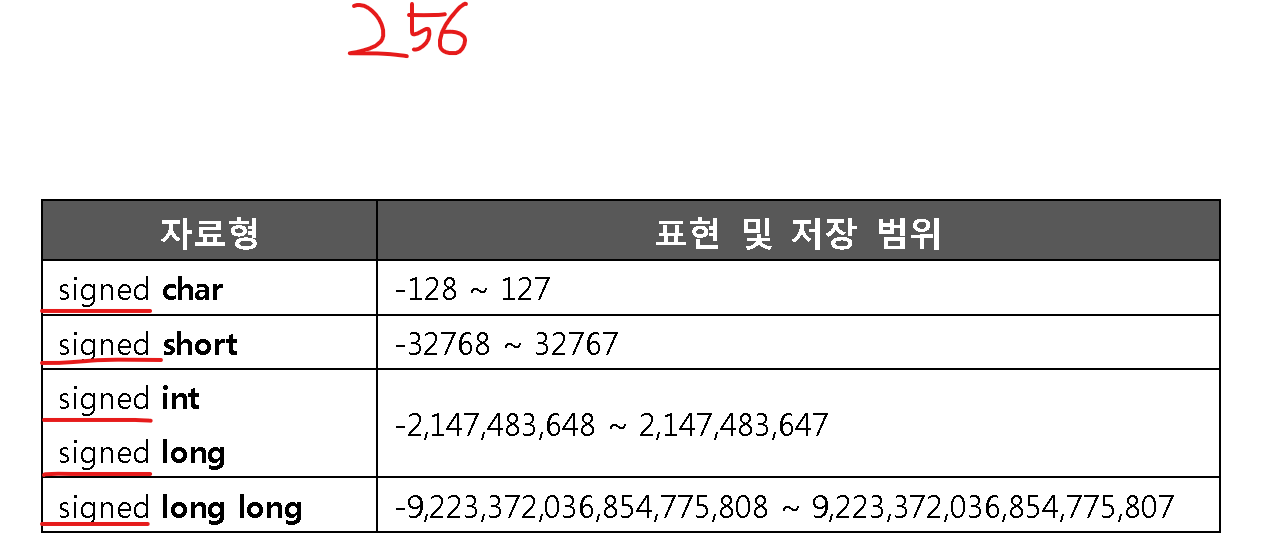 256
자료형 표현 및 저장 범위
signed char -128 ~ 127
signed short -32768 ~ 32767
signed int
-2,147,483,648 ~ 2,147,483,647
signed long
signed long long -9,223,372,036,854,775,808 ~ 9,223,372,036,854,775,807